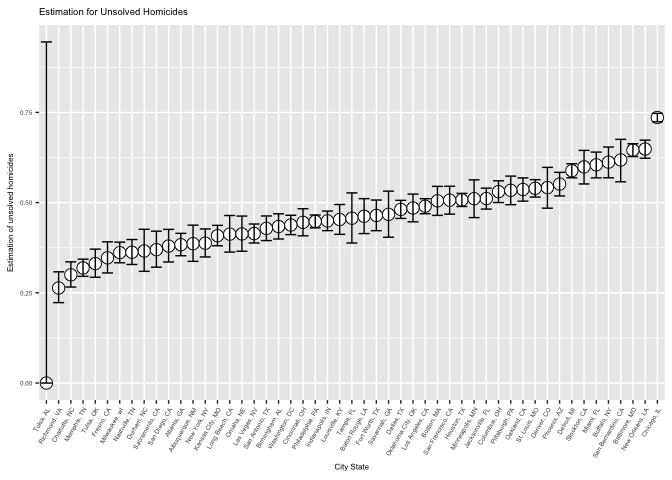 Estimation for Unsolved Homicides
Estimation of unsolved homicides
0.75
0.50
0.25
0.00
Tulsa, AL
Richmond, VA
Charlotte, NC
Memphis, TN
Tulsa, OK
Fresno, CA
Milwaukee, wI
Nashville, TN
Durham, NC
Sacramento, CA
San Diego, CA
Atlanta, GA
Albuquerque, NM
New York, NY
Kansas City, MO
Long Beach, CA
Omaha, NE
Las Vegas, NV
San Antonio, TX
Birmingham, AL
Washington, DC
Cincinnati, OH
Philadelphia, PA
Indianapolis, IN
Louisville, KY
Tampa, FL
Baton Rouge, LA
Fort Worth, TX
Savannah, GA
Dallas, TX
Oklahoma City, OK
Los Angeles, CA
Boston, MA
San Francisco, CA
Houston, TX
Minneapolis, MN
Jacksonville, FL
Columbus, OH
Pittsburgh, PA
Oakland, CA
St. Louis, MO
Denver, CO
Phoenix, AZ
Detroit, MI
Stockton, CA
Miami, FL
Buffalo, NY
San Bernardino, CA
Baltimore, MD
New Orleans, LA
Chicago, IL
City State